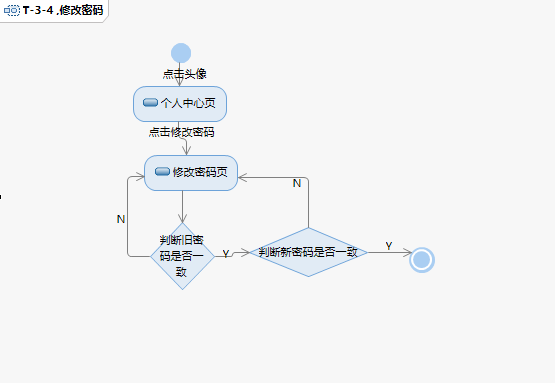 T-3-4 ,修改密码
点击头像
个人中心页
点击修改密码
修改密码页
N
N
判断旧密
码是否一
致
Y
判断新密码是否一致
Y